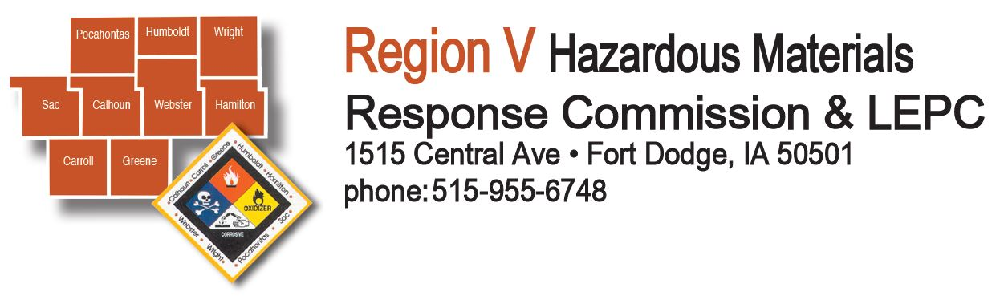 Pocahontas
Humboldt
Wright
Sac
Calhoun
Webster
Hamilton
Carroll
Greene
Calhoun • Carroll • Greene • Humboldt • Hamilton •
Webster • Wright • Pocahontas • Sac
OXIDIZER
CORROSIVE
Region V Hazardous Materials
Response Commission & LEPC
1515 Central Ave • Fort Dodge, IA 50501
phone: 515-955-6748